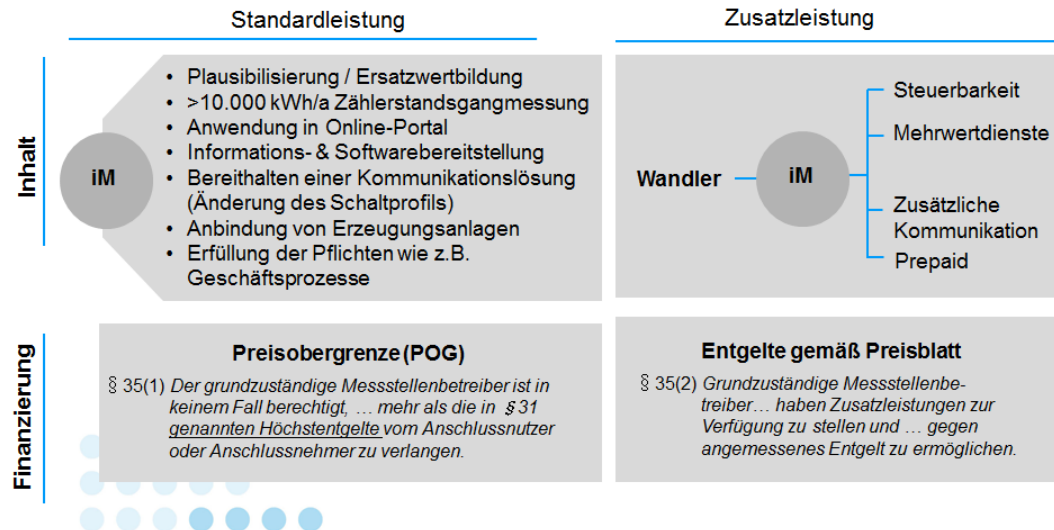 Standardleistung
Zusatzleistung
Inhalt
iM
• Plausibilisierung / Ersatzwertbildung
• >10.000 kWh/a Zählerstandsgangmessung
• Anwendung in Online-Portal
• Informations- & Softwarebereitstellung
• Bereithalten einer Kommunikationslösung
(Änderung des Schaltprofils)
• Anbindung von Erzeugungsanlagen
• Erfüllung der Pflichten wie z.B.
Geschäftsprozesse
Wandler
iM
Steuerbarkeit
Mehrwertdienste
Zusätzliche
Kommunikation
Prepaid
Finanzierung
Preisobergrenze (POG)
§ 35(1) Der grundzuständige Messstellenbetreiber ist in
keinem Fall berechtigt, … mehr als die in § 31
genannten Höchstentgelte vom Anschlussnutzer
oder Anschlussnehmer zu verlangen.
Entgelte gemäß Preisblatt
§ 35(2) Grundzuständige Messstellenbe-
treiber… haben Zusatzleistungen zur
Verfügung zu stellen und … gegen
angemessenes Entgelt zu ermöglichen.